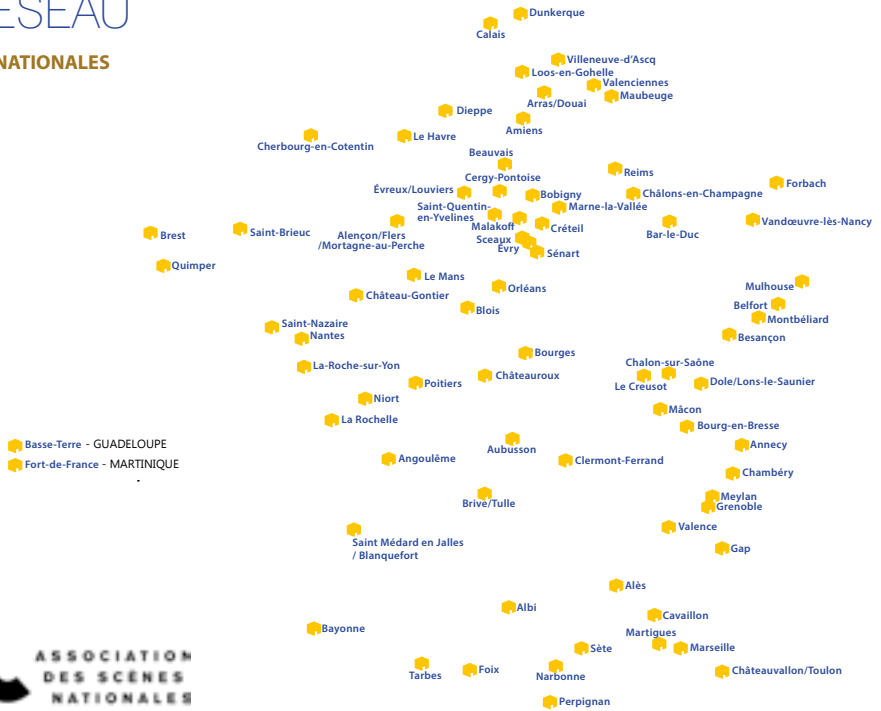 ESEAU
NATIONALES
Dunkerque
Calais
Villeneuve-d’Ascq
Loos-en-Gohelle
Valenciennes
Maubeuge
Arras/Douai
Dieppe
Amiens
Le Havre
Cherbourg-en-Cotentin
Beauvais
Reims
Cergy-Pontoise
Forbach
Évreux/Louviers
Bobigny
Châlons-en-Champagne
Saint-Quentin-
en-Yvelines
Marne-la-Vallée
Vandœuvre-lès-Nancy
Malakoff
Créteil
Brest
Saint-Brieuc
Alençon/Flers
/Mortagne-au-Perche
Bar-le-Duc
Sceaux
Évry
Sénart
Quimper
Le Mans
Orléans
Mulhouse
Château-Gontier
Belfort
Blois
Montbéliard
Saint-Nazaire
Nantes
Besançon
Bourges
Chalon-sur-Saône
La-Roche-sur-Yon
Châteauroux
Poitiers
Le Creusot
Dole/Lons-le-Saunier
Niort
Mâcon
La Rochelle
Bourg-en-Bresse
Basse-Terre - GUADELOUPE
Fort-de-France - MARTINIQUE
Aubusson
Annecy
Angoulême
Clermont-Ferrand
Chambéry
Brive/Tulle
Meylan
Grenoble
Valence
Saint Médard en Jalles
/ Blanquefort
Gap
Alès
Albi
Cavaillon
Bayonne
Martigues
Sète
Marseille
Tarbes
Foix
Narbonne
Châteauvallon/Toulon
Perpignan
ASSOCIATION
DES SCÈNES
NATIONALES